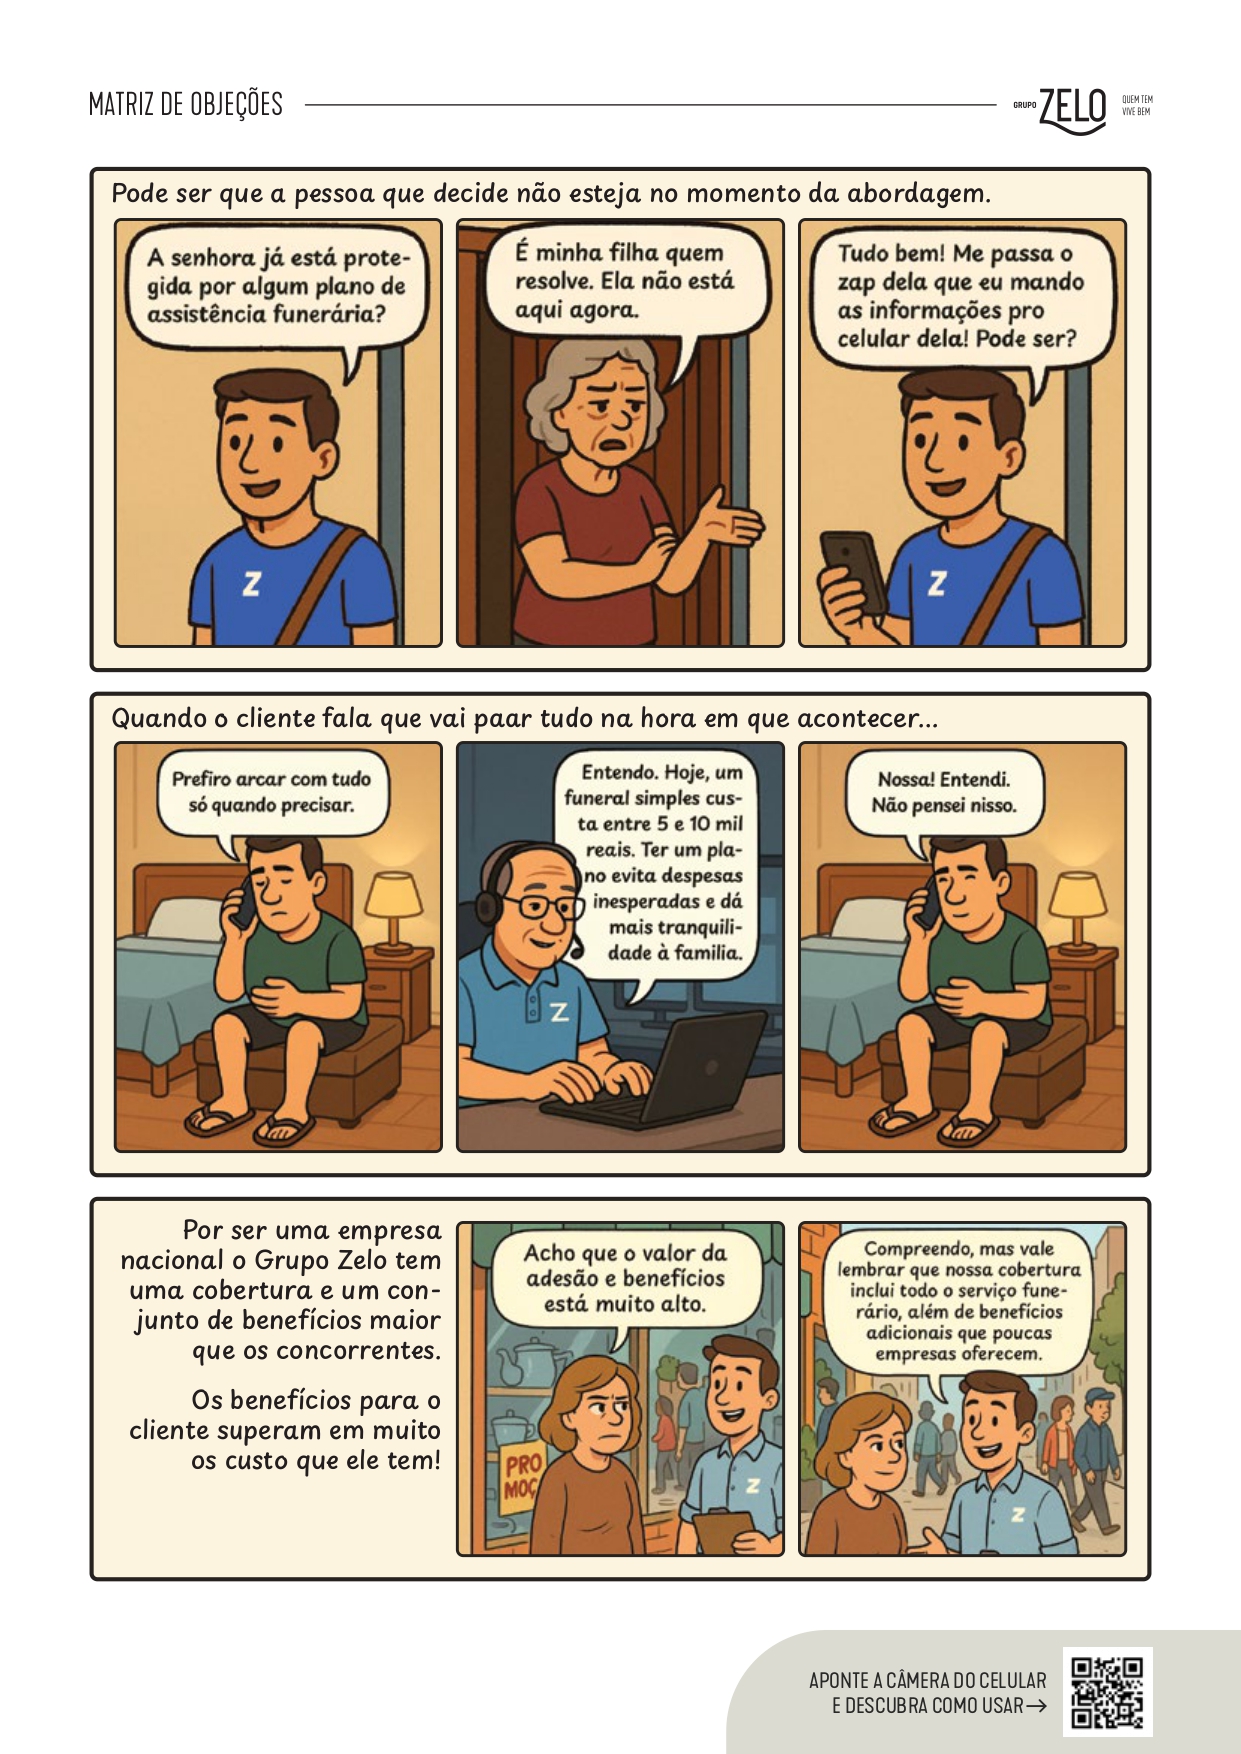 MATRIZ DE OBJEÇÕES
GRUPO ZELO
QUEM TEM
VIVE BEM
Pode ser que a pessoa que decide não esteja no momento da abordagem.
A senhora já está prote-
gida por algum plano de
assistência funerária?
É minha filha quem
resolve. Ela não está
aqui agora.
Tudo bem! Me passa o
zap dela que eu mando
as informações pro
celular dela! Pode ser?
Z
Z
Quando o cliente fala que vai paar tudo na hora em que acontecer...
Prefiro arcar com tudo
só quando precisar.
Entendo. Hoje, um
funeral simples cus-
ta entre 5 e 10 mil
reais. Ter um pla-
no evita despesas
inesperadas e dá
mais tranquili-
dade à familia.
Z
Nossa! Entendi.
Não pensei nisso.
Por ser uma empresa
nacional o Grupo Zelo tem
uma cobertura e um con-
junto de benefícios maior
que os concorrentes.
Os benefícios para o
cliente superam em muito
os custo que ele tem!
Acho que o valor da
adesão e benefícios
está muito alto.
PRO
MOÇ
Z
Compreendo, mas vale
lembrar que nossa cobertura
inclui todo o serviço fune-
rário, além de benefícios
adicionais que poucas
empresas oferecem.
Z
APONTE A CÂMERA DO CELULAR
E DESCUBRA COMO USAR→